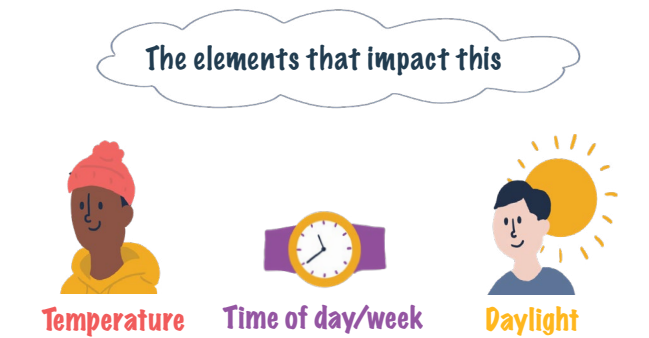 The elements that impact this
Temperature
Time of day/week
Daylight